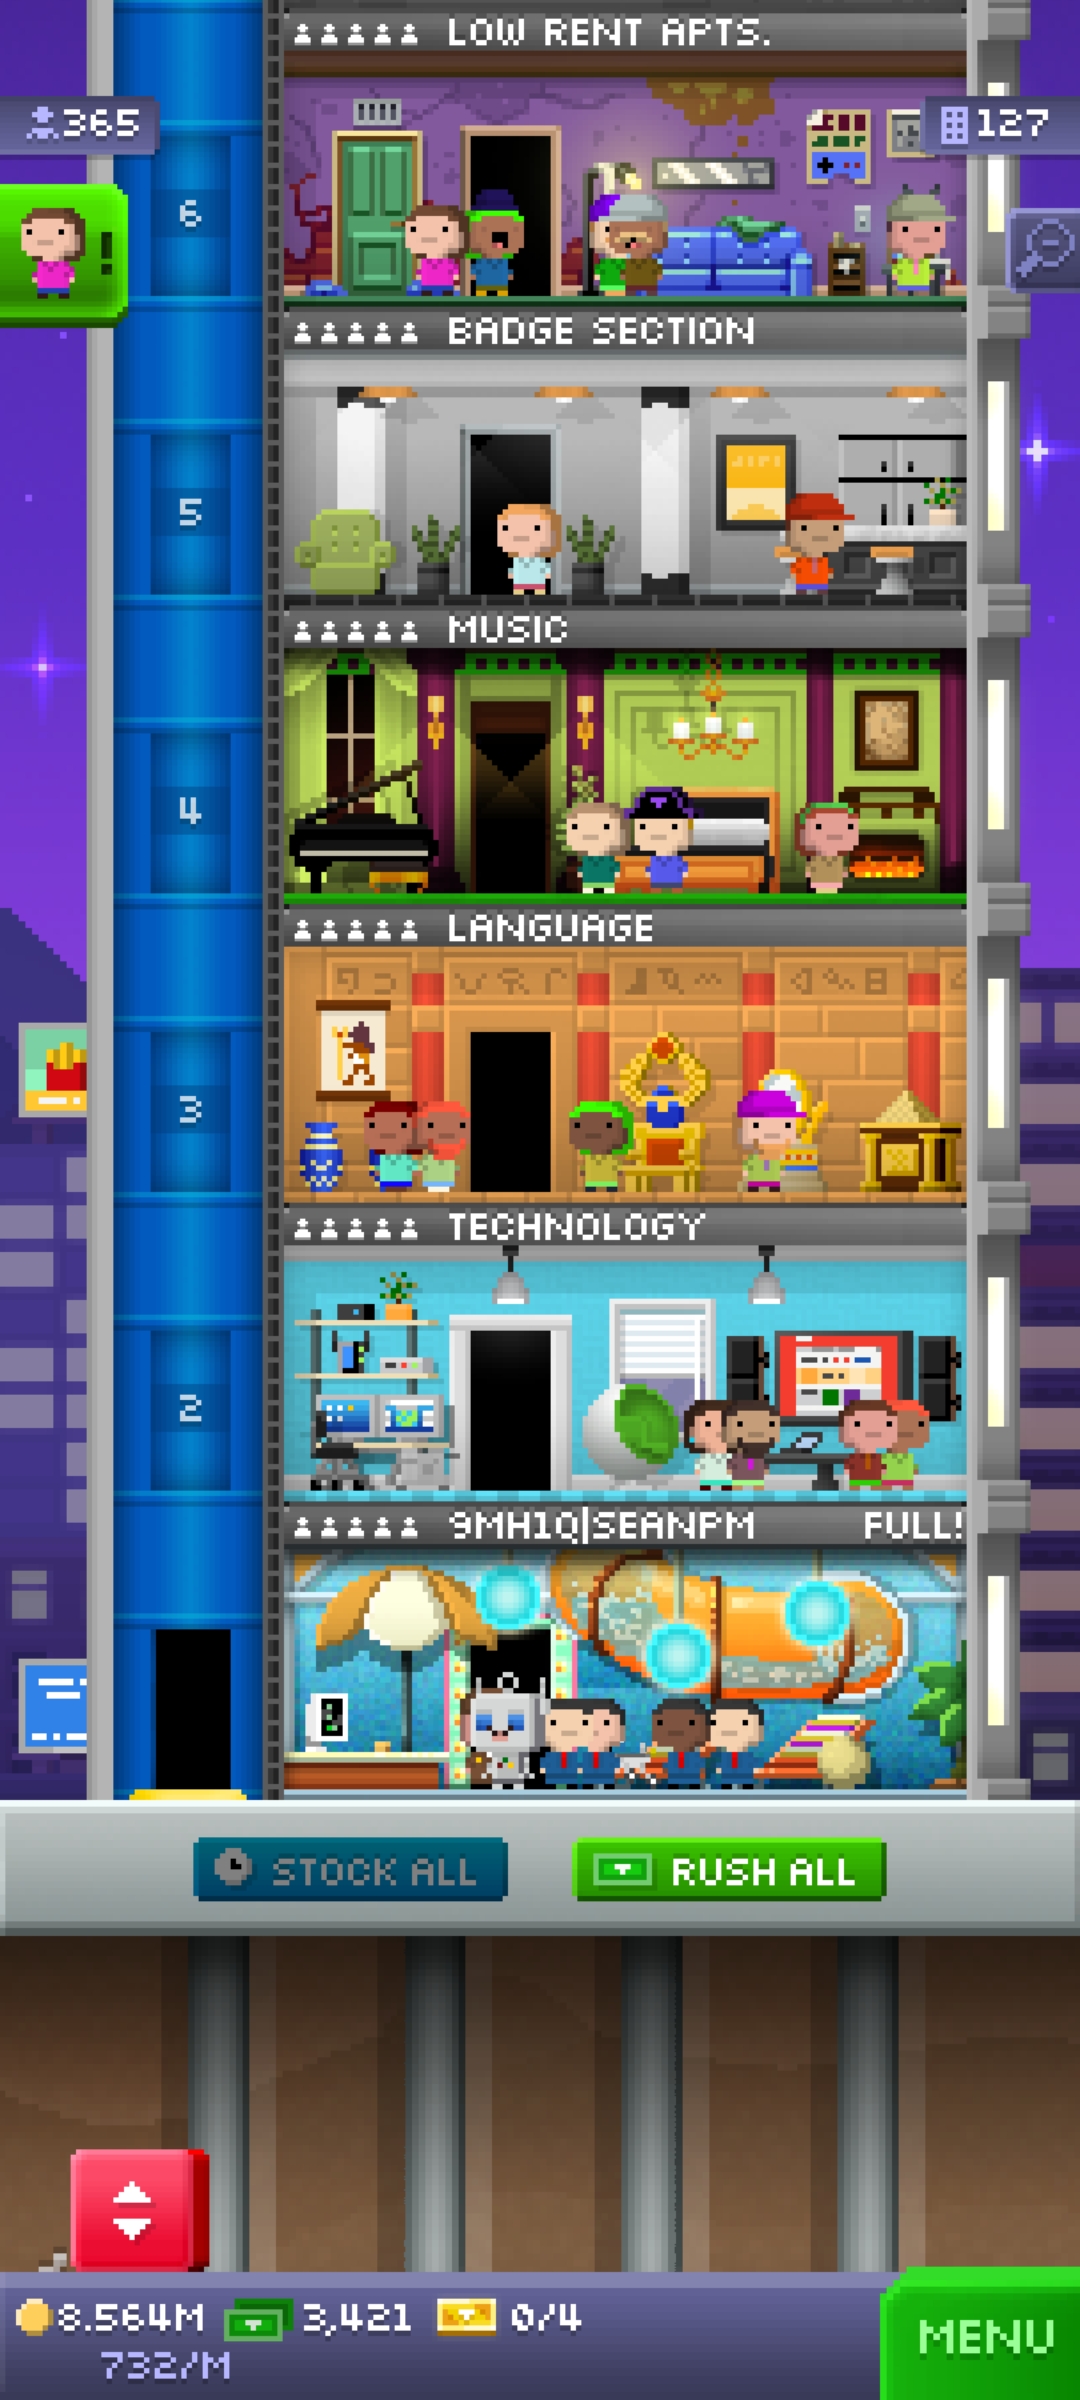 LOW RENT APTS.
365
127
6
!
BADGE SECTION
5
MUSIC
4
LANGUAGE
3
TECHNOLOGY
2
9MH1Q|SEANPM FULL!
STOCK ALL
RUSH ALL
8.564M 3,421 0/4
732/M
MENU